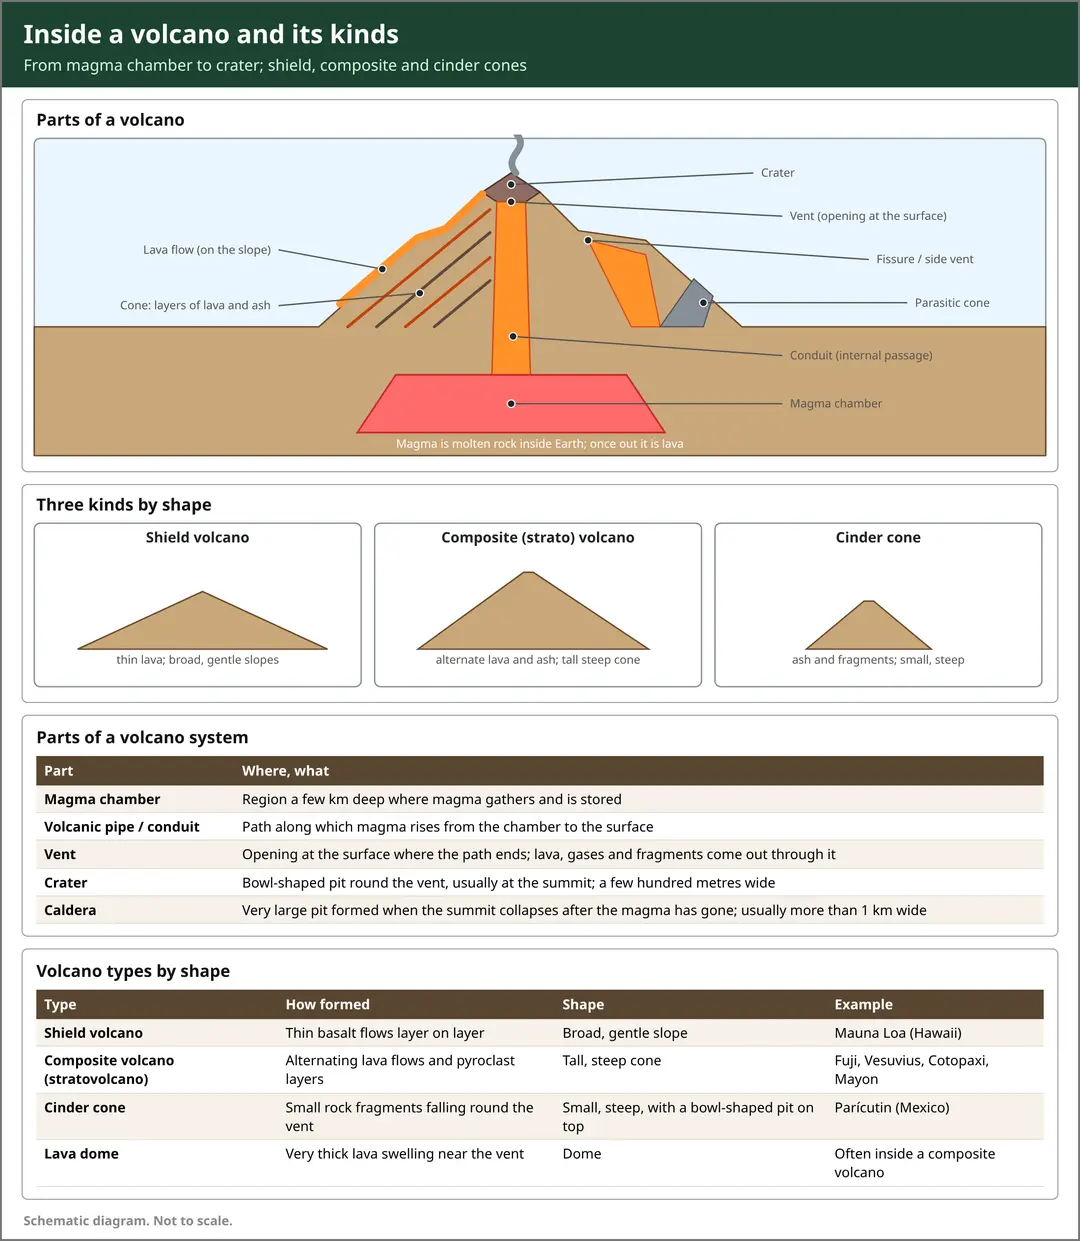 Inside a volcano and its kinds
From magma chamber to crater; shield, composite and cinder cones
Parts of a volcano
Crater
Vent (opening at the surface)
Lava flow (on the slope)
Fissure / side vent
Cone: layers of lava and ash
Parasitic cone
Conduit (internal passage)
Magma chamber
Magma is molten rock inside Earth; once out it is lava
Three kinds by shape
Shield volcano
thin lava; broad, gentle slopes
Composite (strato) volcano
alternate lava and ash; tall steep cone
Cinder cone
ash and fragments; small, steep
Parts of a volcano system
Part Where, what
Magma chamber Region a few km deep where magma gathers and is stored
Volcanic pipe / conduit Path along which magma rises from the chamber to the surface
Vent Opening at the surface where the path ends; lava, gases and fragments come out through it
Crater Bowl-shaped pit round the vent, usually at the summit; a few hundred metres wide
Caldera Very large pit formed when the summit collapses after the magma has gone; usually more than 1 km wide
Volcano types by shape
Type How formed Shape Example
Shield volcano Thin basalt flows layer on layer Broad, gentle slope Mauna Loa (Hawaii)
Composite volcano Alternating lava flows and pyroclast Tall, steep cone Fuji, Vesuvius, Cotopaxi,
(stratovolcano) layers Mayon
Cinder cone Small rock fragments falling round the Small, steep, with a bowl-shaped pit on Parícutin (Mexico)
vent top
Lava dome Very thick lava swelling near the vent Dome Often inside a composite
volcano
Schematic diagram. Not to scale.